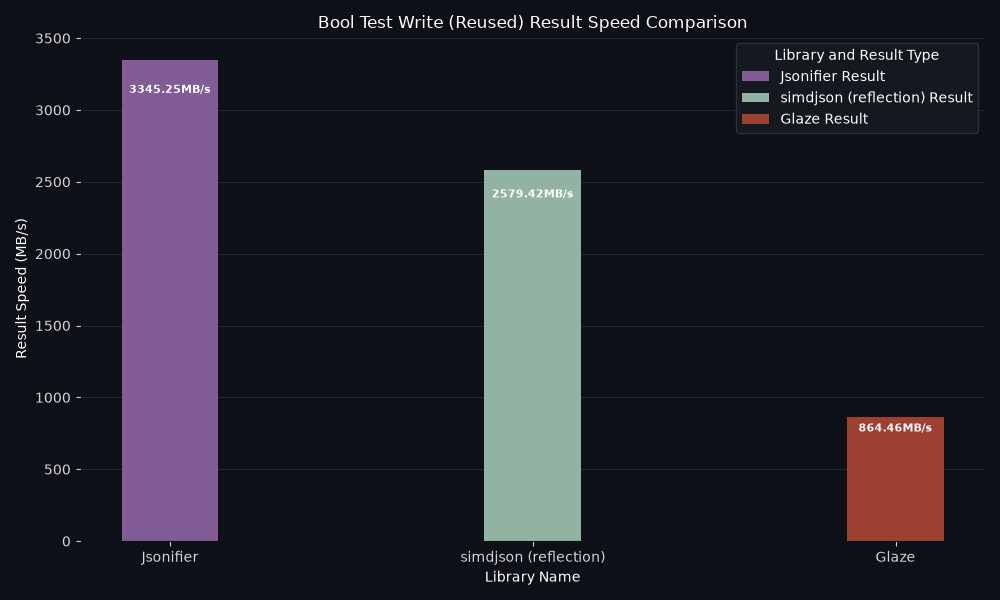 Bool Test Write (Reused) Result Speed Comparison
Library and Result Type
Jsonifier Result
simdjson (reflection) Result
Glaze Result
3345.25MB/s
2579.42MB/s
864.46MB/s
Result Speed (MB/s)
3500
3000
2500
2000
1500
1000
500
0
Jsonifier
simdjson (reflection)
Glaze
Library Name